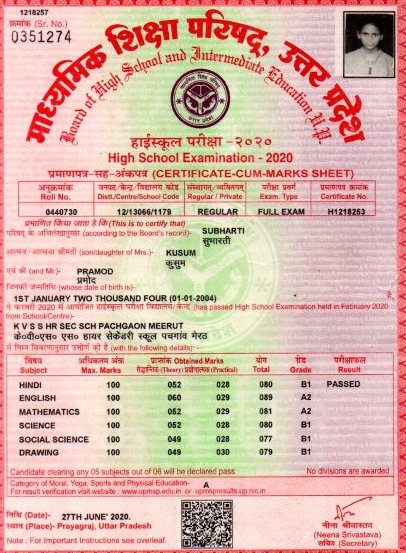 1218257
क्रमांक (Sr. No.)
0351274
माध्यमिक शिक्षा परिषद्, उत्तर प्रदेश
Board of High School and Intermediate Education U.P.
हाईस्कूल परीक्षा -२०२०
High School Examination - 2020
प्रमाणपत्र-सह-अंकपत्र (CERTIFICATE-CUM-MARKS SHEET)
अनुक्रमांक जनपद/केन्द्र/विद्यालय कोड संस्थागत/व्यक्तिगत परीक्षा प्रकार प्रमाणपत्र क्रमांक
Roll No. Distt./Centre/School Code Regular / Private Exam. Type Certificate No.
0440730 12/13066/1179 REGULAR FULL EXAM H1218253
प्रमाणित किया जाता है कि (This is to certify that)
परिषद् के अभिलेखानुसार (according to the Board's record)- SUBHARTI
सुभारती
आत्मज / आत्मजा श्रीमती (son/daughter of Mrs.)- KUSUM
कुसुम
एवं श्री (and Mr.)- PRAMOD
प्रमोद
जिनकी जन्मतिथि (whose date of birth is)-
1ST JANUARY TWO THOUSAND FOUR (01-01-2004)
ने फरवरी 2020 में आयोजित हाईस्कूल परीक्षा विद्यालय/केन्द्र (has passed High School Examination held in February 2020
from School/Centre)-
K V S S HR SEC SCH PACHGAON MEERUT
के०वी०एस० एस० हायर सेकेंडरी स्कूल पचगांव मेरठ
से निम्न विवरणानुसार उत्तीर्ण की है (with the following details):-
विषय अधिकतम अंक प्राप्तांक Obtained Marks योग ग्रेड परीक्षाफल
Subject Max. Marks सैद्धान्तिक (Theory) प्रयोगात्मक (Practical) Total Grade Result
HINDI 100 052 028 080 B1 PASSED
ENGLISH 100 060 029 089 A2
MATHEMATICS 100 052 029 081 A2
SCIENCE 100 052 028 080 B1
SOCIAL SCIENCE 100 049 028 077 B1
DRAWING 100 049 030 079 B1
Candidate clearing any 05 subjects out of 06 will be declared pass. No divisions are awarded
Category of Moral, Yoga, Sports and Physical Education- A
For result verification visit website : www.upmsp.edu.in or upmspresults.up.nic.in
तिथि (Date)- 27TH JUNE' 2020.
स्थान (Place)- Prayagraj, Uttar Pradesh
नीना श्रीवास्तव
(Neena Srivastava)
सचिव (Secretary)
Note : For Important Instructions see overleaf.